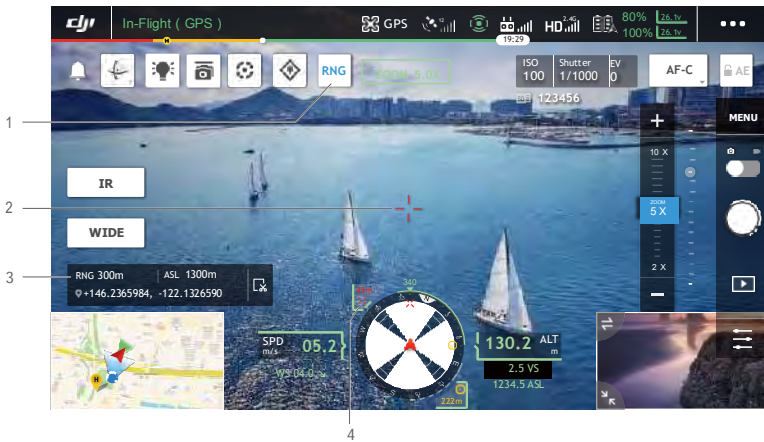 dji In-Flight ( GPS ) GPS 12 2.4G HD 80% 26.1v
100% 26.1v
H 19:29
RNG ZOOM 5.0X ISO 100 Shutter 1/1000 EV 0 AF-C AE
123456
1
MENU
10 X
IR
2
ZOOM
5 X
WIDE
2 X
3 RNG 300m ASL 1300m
+146.2365984, -122.1326590
340
N
SPD m/s 05.2 130.2 ALT m
WS 04.0 2.5 VS
E
H 1234.5 ASL
S
222m
4